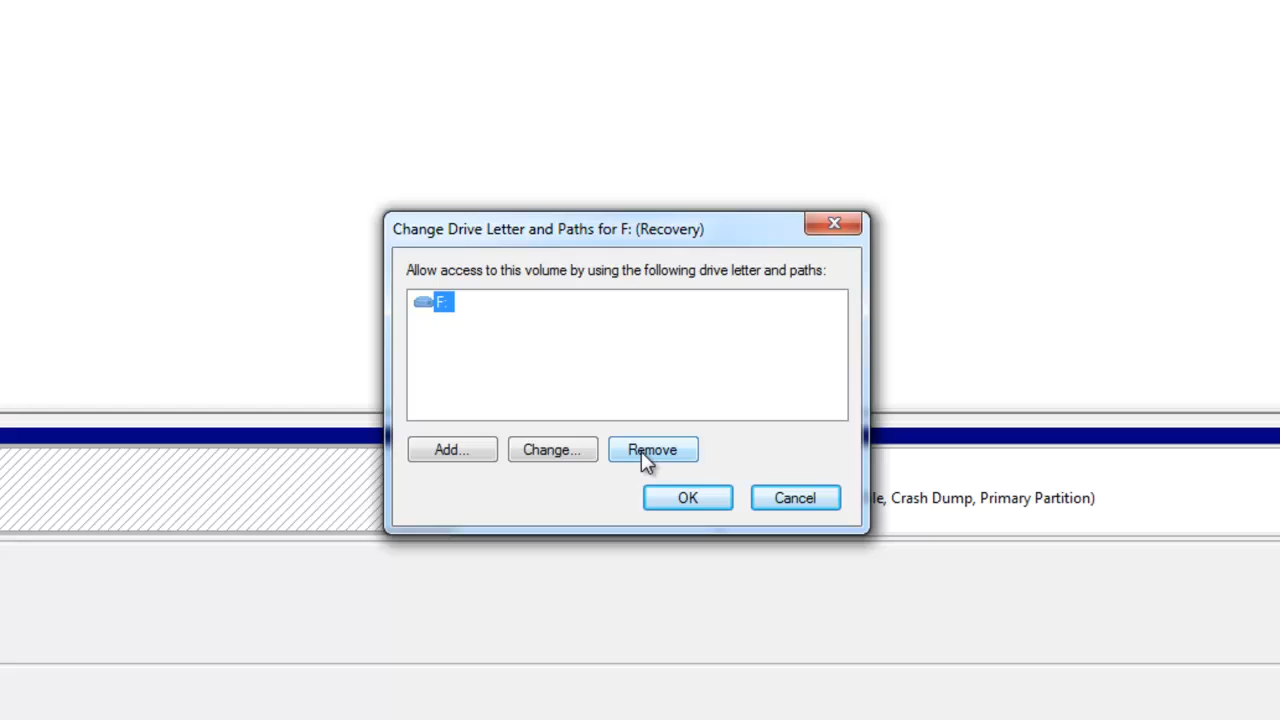 Change Drive Letter and Paths for F: (Recovery)
Allow access to this volume by using the following drive letter and paths:
F:
Add... Change... Remove
OK Cancel
Crash Dump, Primary Partition)